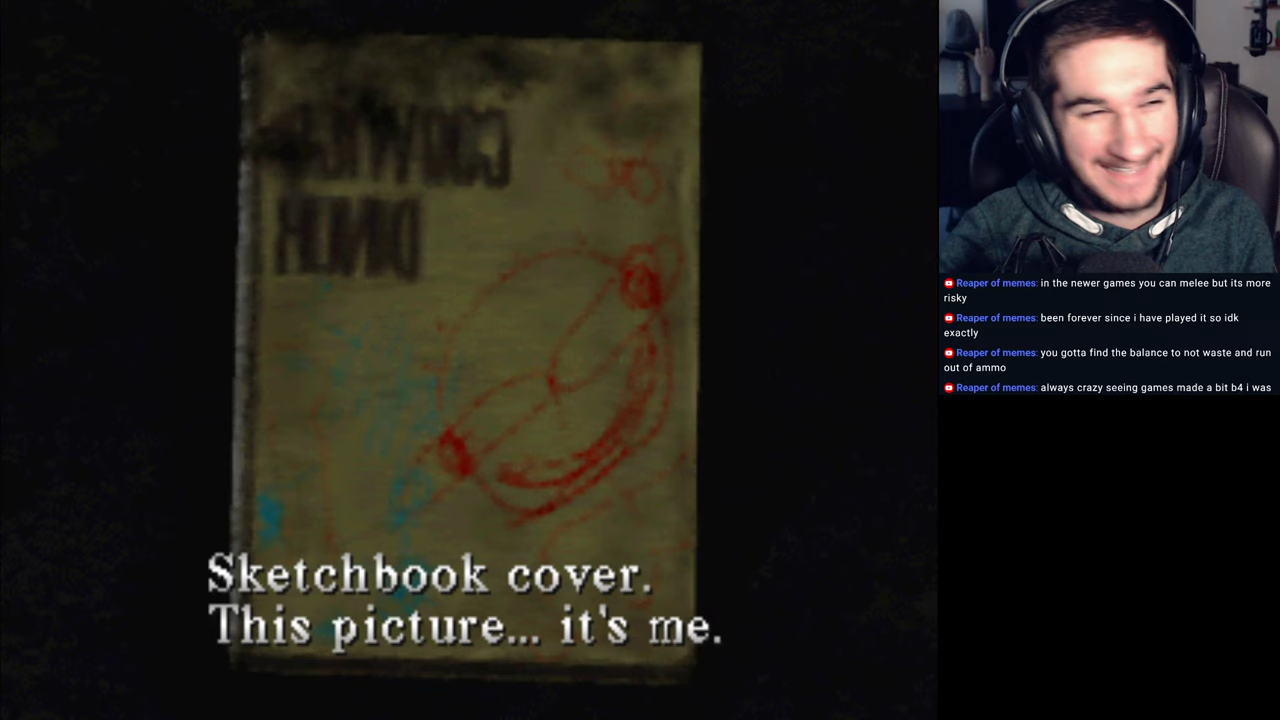 Sketchbook cover.
This picture... it's me.
Reaper of memes: in the newer games you can melee but its more
risky
Reaper of memes: been forever since i have played it so idk
exactly
Reaper of memes: you gotta find the balance to not waste and run
out of ammo
Reaper of memes: always crazy seeing games made a bit b4 i was